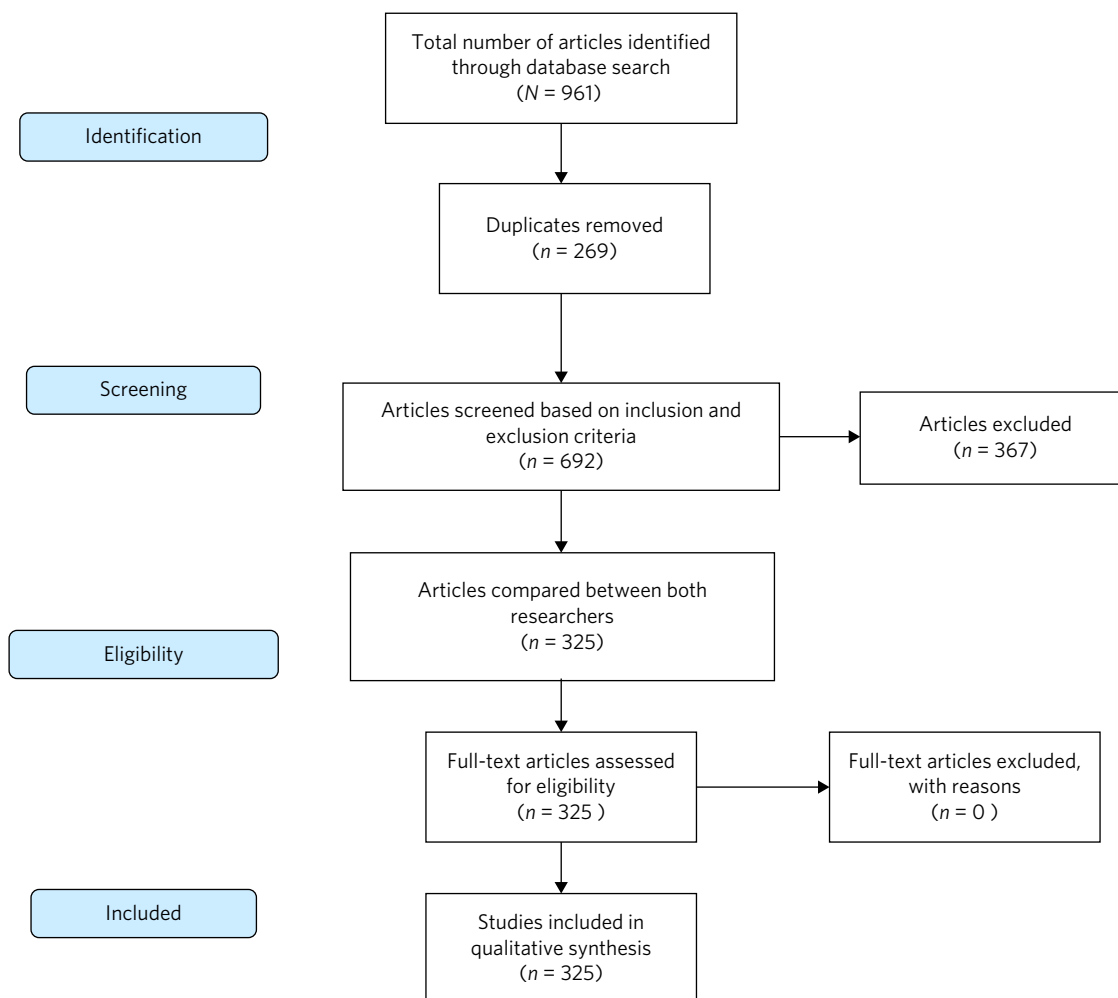 Total number of articles identified
through database search
(N = 961)
Identification
Duplicates removed
(n = 269)
Screening
Articles screened based on inclusion and
exclusion criteria
(n = 692)
Articles excluded
(n = 367)
Articles compared between both
researchers
(n = 325)
Eligibility
Full-text articles assessed
for eligibility
(n = 325 )
Full-text articles excluded,
with reasons
(n = 0 )
Included
Studies included in
qualitative synthesis
(n = 325)